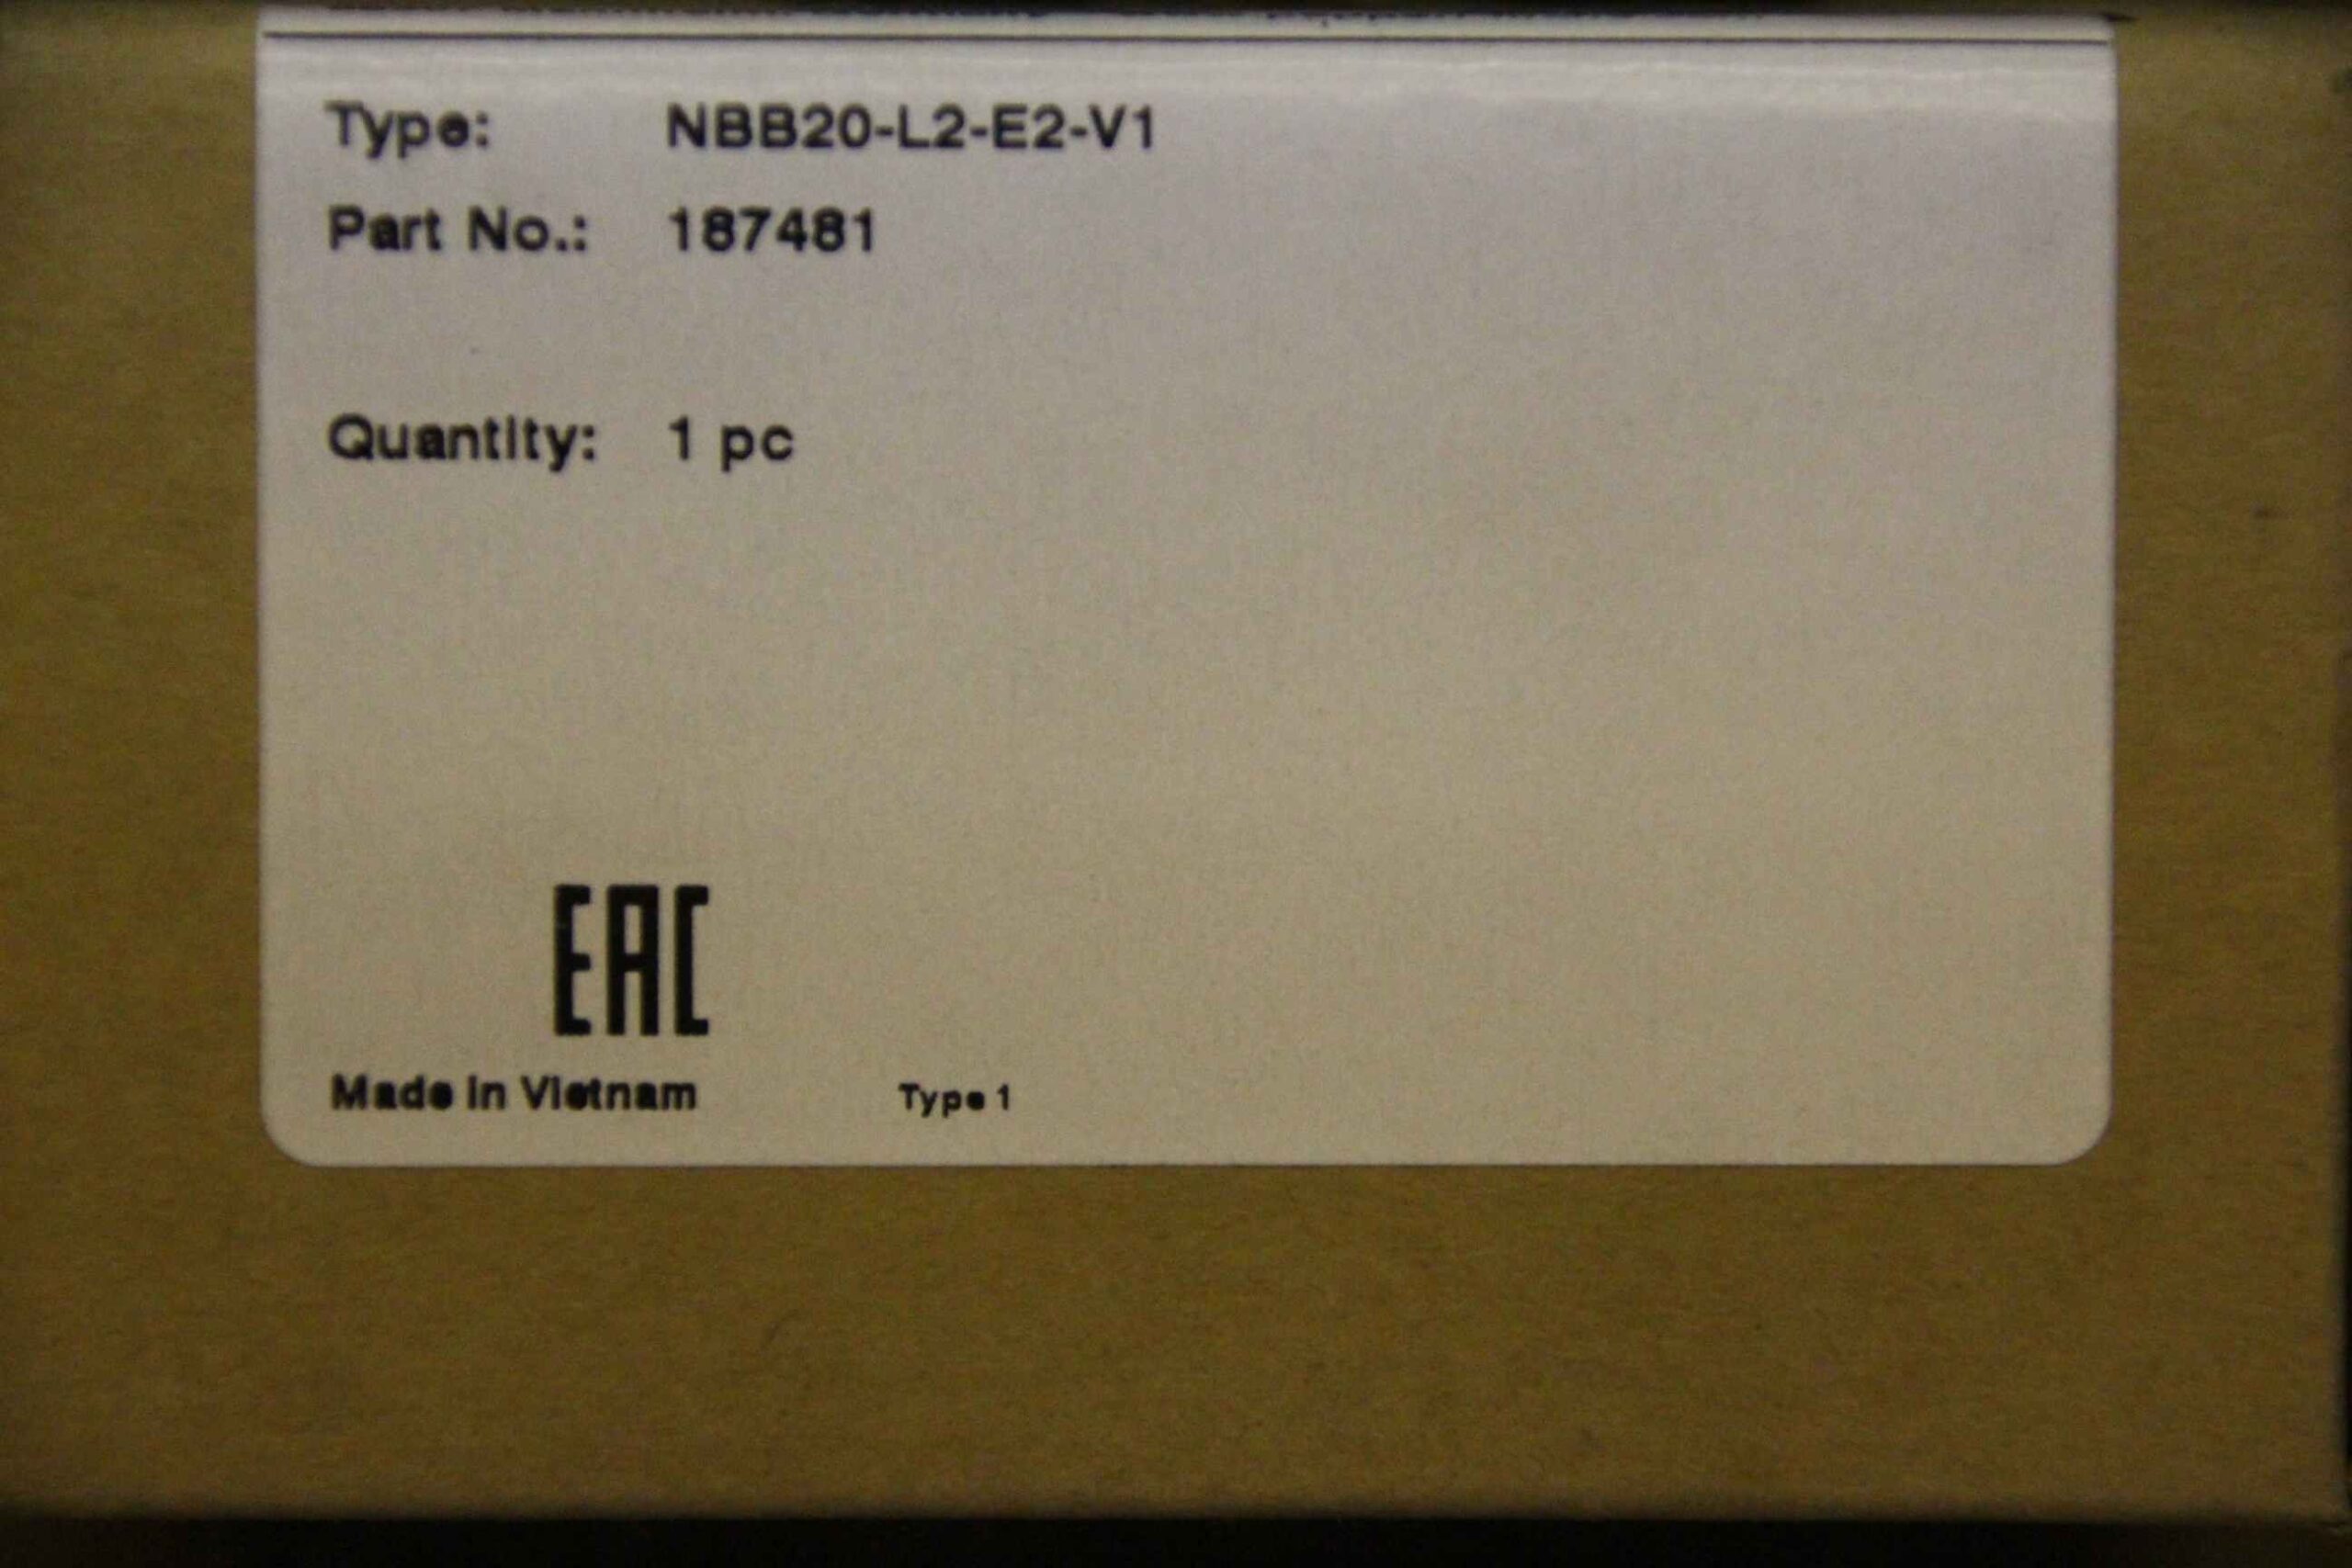 Type: NBB20-L2-E2-V1
Part No.: 187481
Quantity: 1 pc
EAC
Made in Vietnam Type 1